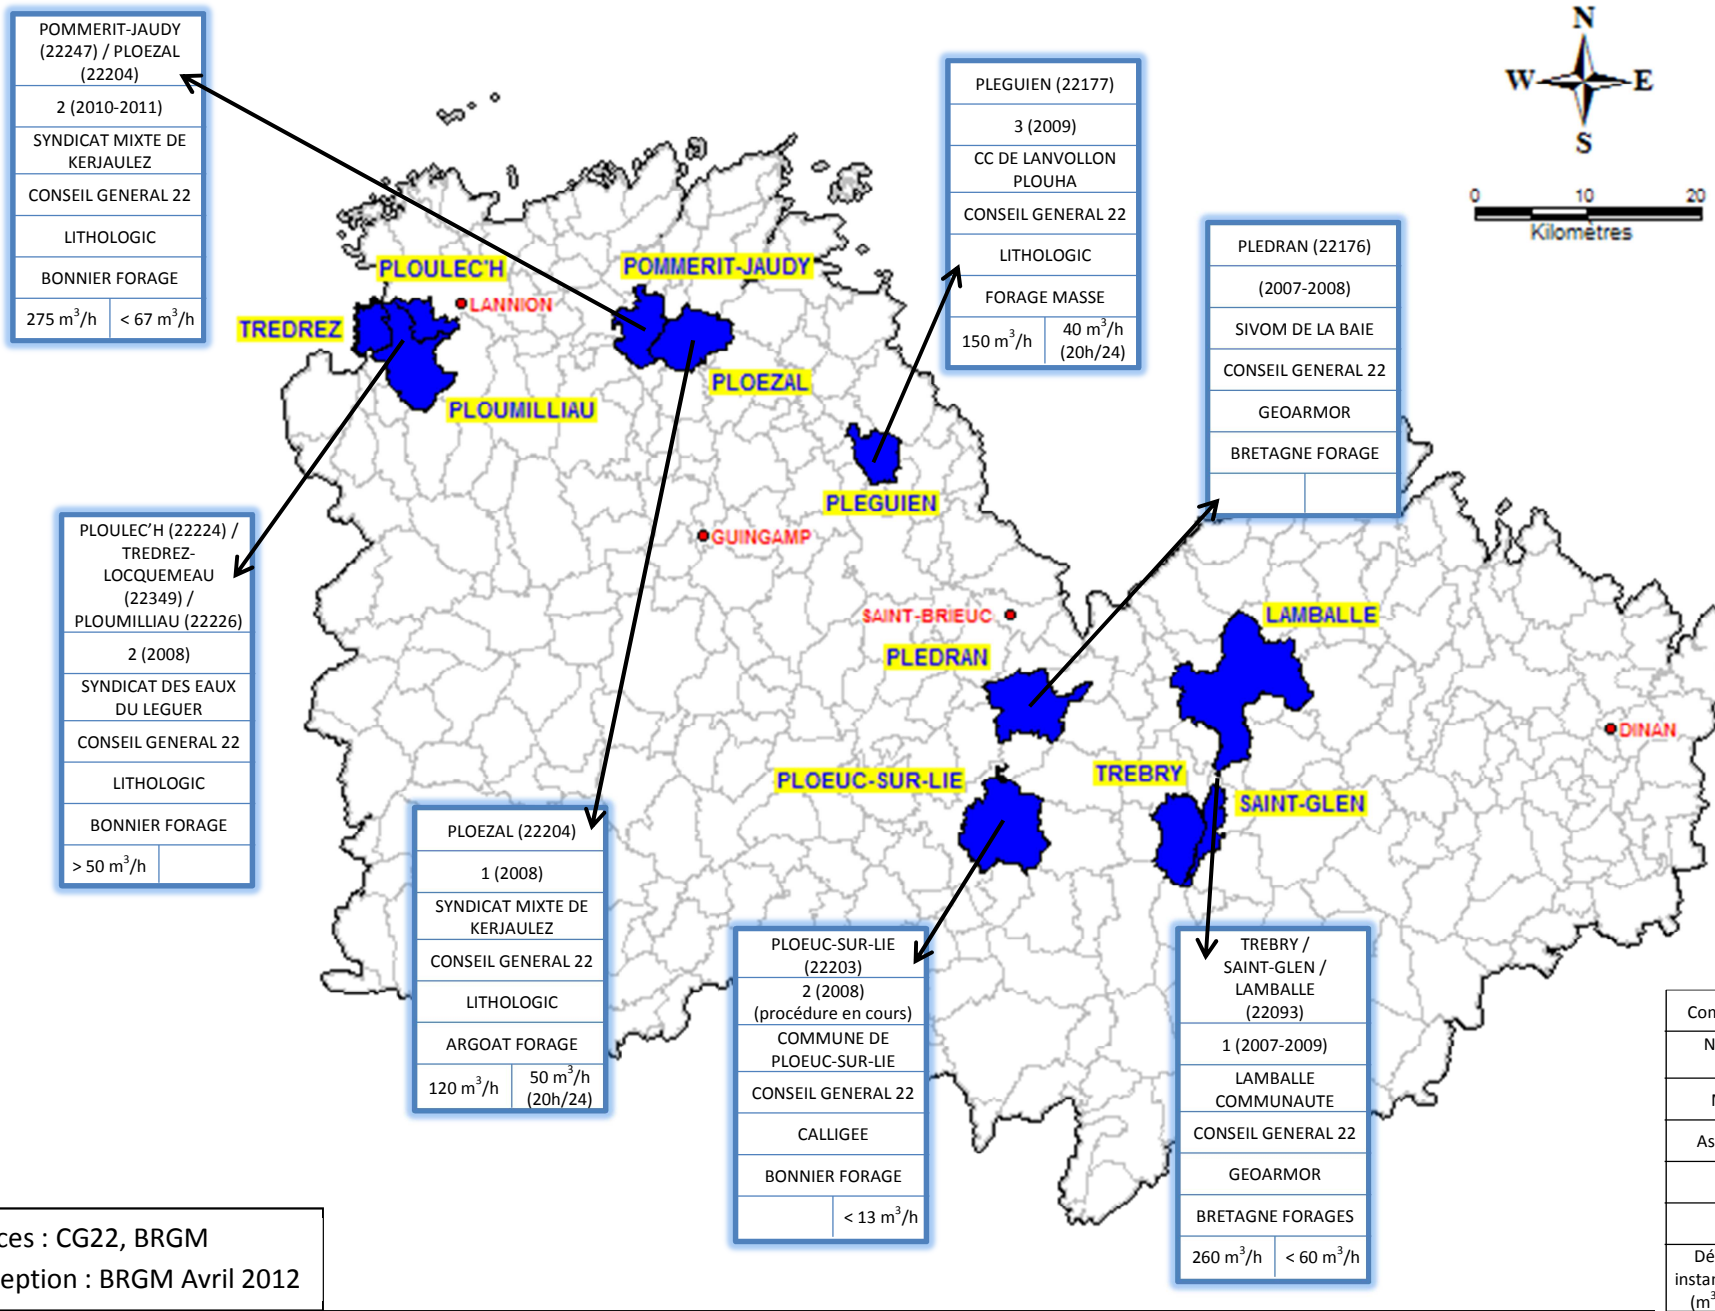 POMMERIT-JAUDY
(22247) / PLOEZAL
(22204)
2 (2010-2011)
SYNDICAT MIXTE DE
KERJAULEZ
CONSEIL GENERAL 22
LITHOLOGIC
BONNIER FORAGE
275 m³/h
< 67 m³/h
PLEGUIEN (22177)
3 (2009)
CC DE LANVOLLON
PLOUHA
CONSEIL GENERAL 22
LITHOLOGIC
FORAGE MASSE
150 m³/h
40 m³/h
(20h/24)
N
W
E
S
0
10
20
Kilomètres
PLEDRAN (22176)
(2007-2008)
SIVOM DE LA BAIE
CONSEIL GENERAL 22
GEOARMOR
BRETAGNE FORAGE
PLOULEC'H
POMMERIT-JAUDY
LANNION
TREDREZ
PLOEZAL
PLOUMILLIAU
PLEGUIEN
GUINGAMP
SAINT-BRIEUC
LAMBALLE
PLEDRAN
DINAN
PLOEUC-SUR-LIE
TREBRY
SAINT-GLEN
PLOULEC'H (22224) /
TREDREZ-
LOCQUEMEAU
(22349) /
PLOUMILLIAU (22226)
2 (2008)
SYNDICAT DES EAUX
DU LEGUER
CONSEIL GENERAL 22
LITHOLOGIC
BONNIER FORAGE
> 50 m³/h
PLOEZAL (22204)
1 (2008)
SYNDICAT MIXTE DE
KERJAULEZ
CONSEIL GENERAL 22
LITHOLOGIC
ARGOAT FORAGE
120 m³/h
50 m³/h
(20h/24)
PLOEUC-SUR-LIE
(22203)
2 (2008)
(procédure en cours)
COMMUNE DE
PLOEUC-SUR-LIE
CONSEIL GENERAL 22
CALLIGEE
BONNIER FORAGE
< 13 m³/h
TREBRY /
SAINT-GLEN /
LAMBALLE
(22093)
1 (2007-2009)
LAMBALLE
COMMUNAUTE
CONSEIL GENERAL 22
GEOARMOR
BRETAGNE FORAGES
260 m³/h
< 60 m³/h
ces : CG22, BRGM
eption : BRGM Avril 2012
Com
N
As
Dé
instan
(m³